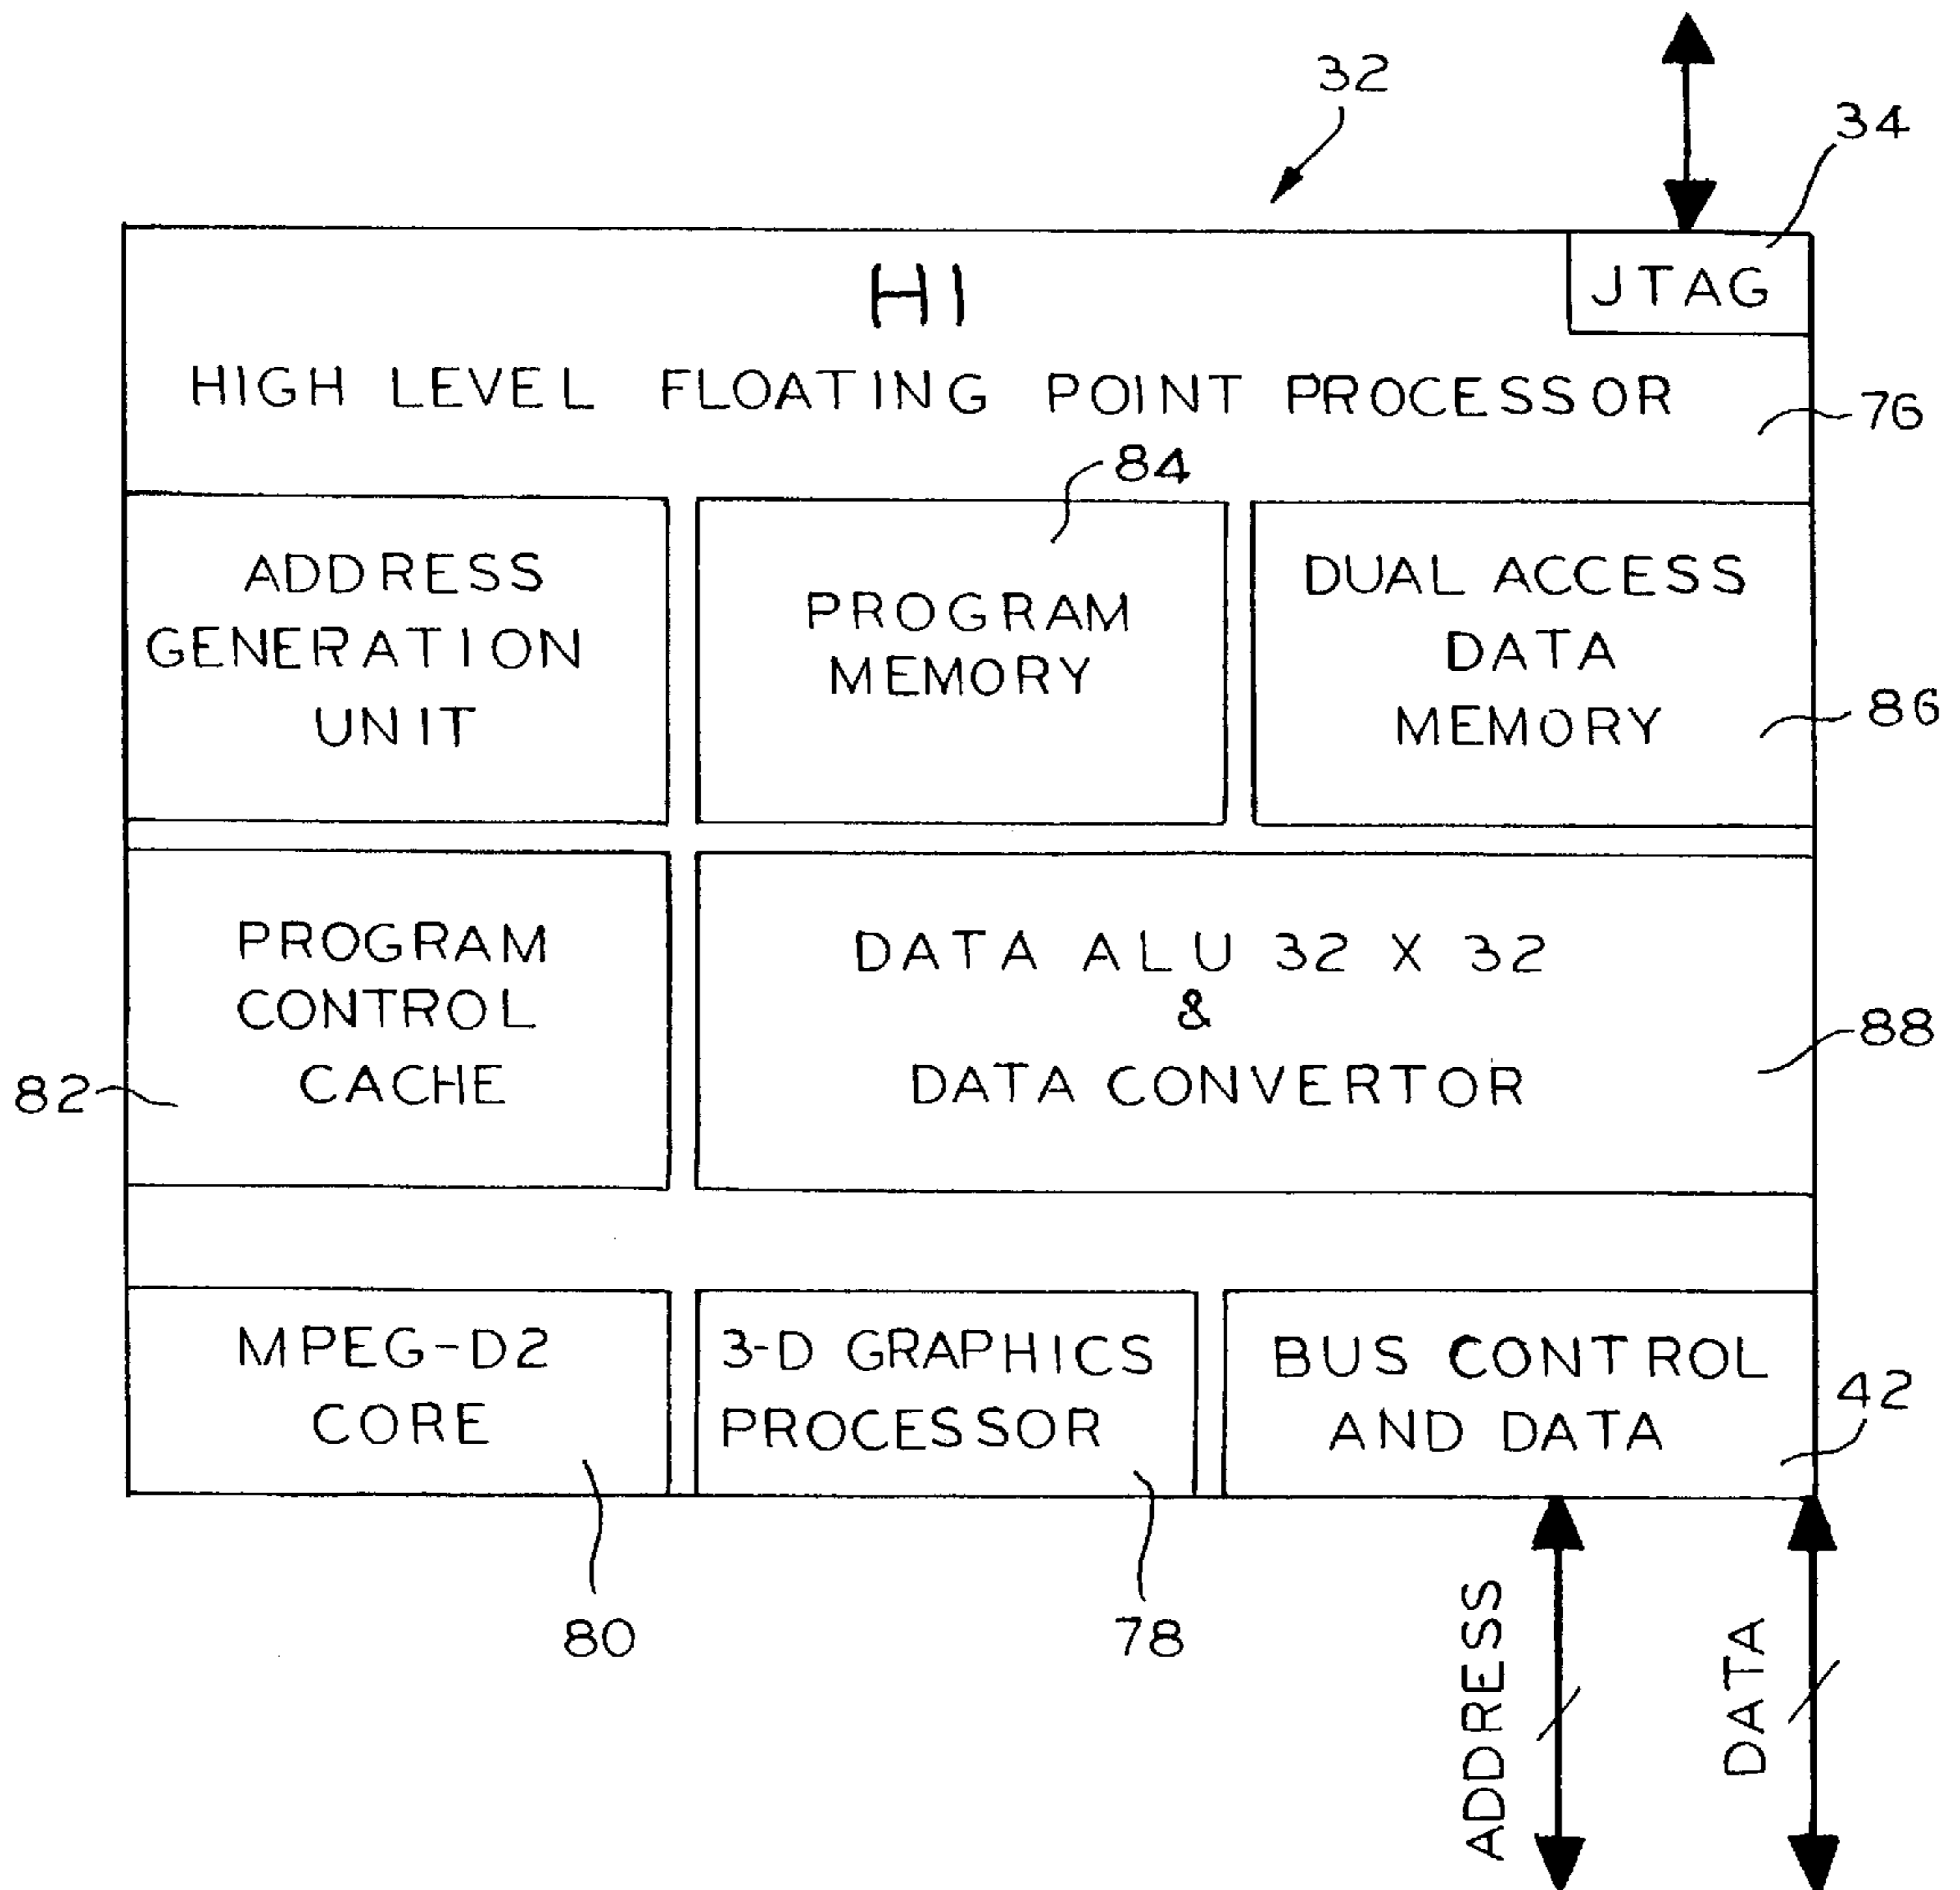 32
34
JTAG
HI
HIGH LEVEL FLOATING POINT PROCESSOR
76
84
ADDRESS
GENERATION
UNIT
PROGRAM
MEMORY
DUAL ACCESS
DATA
MEMORY
86
PROGRAM
CONTROL
CACHE
82
DATA ALU 32 X 32
&
DATA CONVERTOR
88
MPEG-D2
CORE
3-D GRAPHICS
PROCESSOR
BUS CONTROL
AND DATA
42
80
78
ADDRESS
DATA